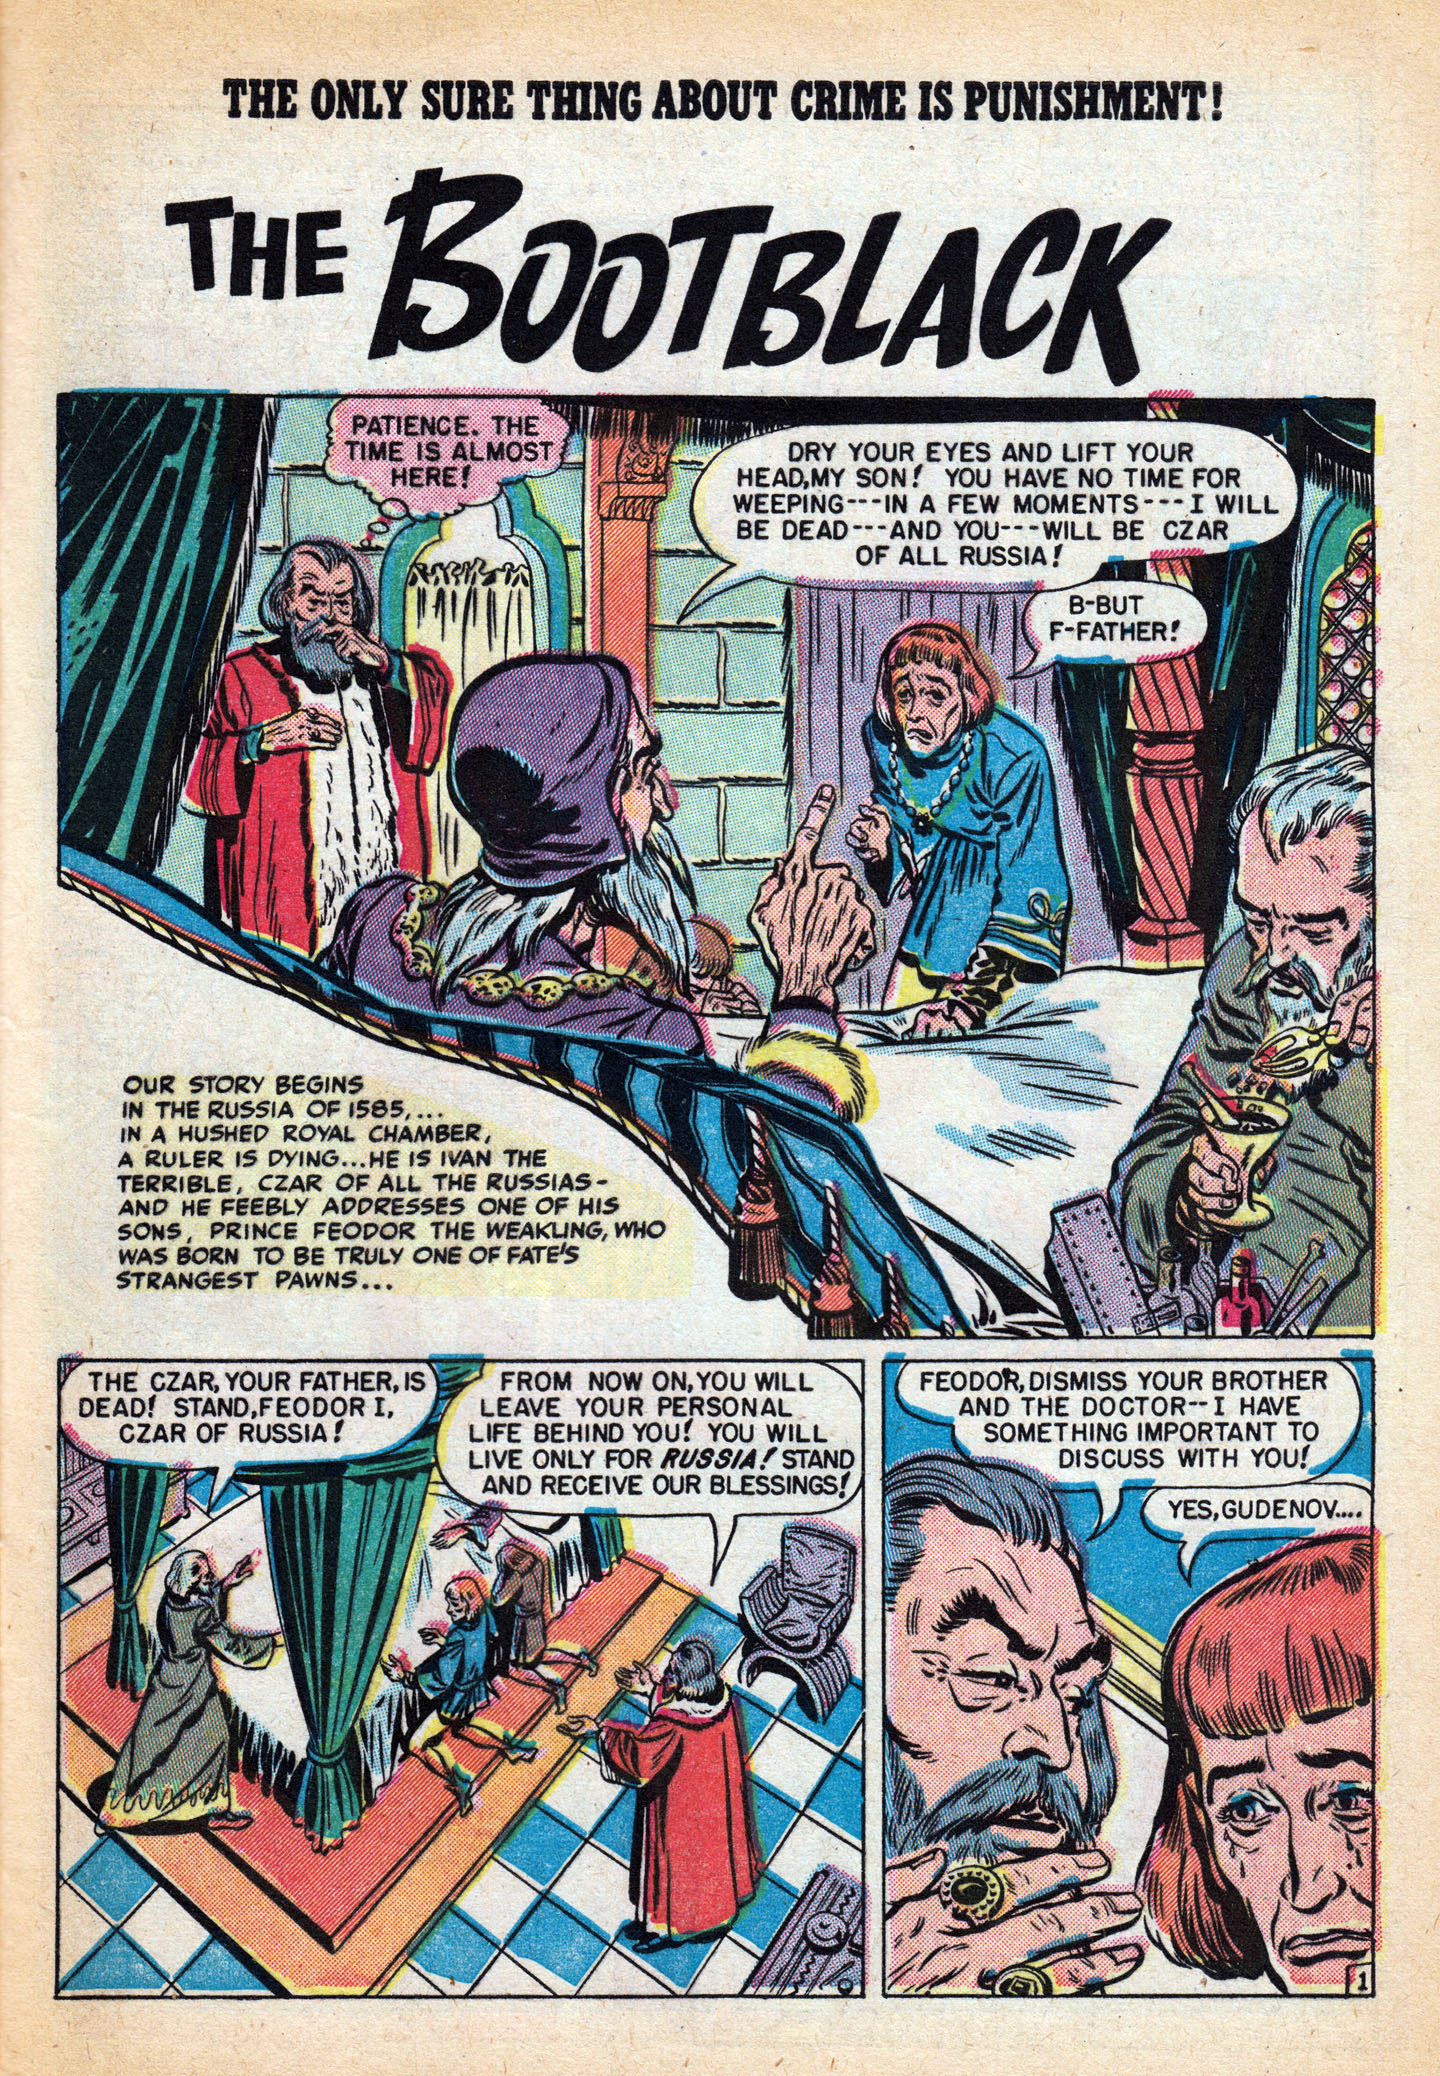 THE ONLY SURE THING ABOUT CRIME IS PUNISHMENT!
THE BOOTBLACK
PATIENCE. THE
TIME IS ALMOST
HERE!
DRY YOUR EYES AND LIFT YOUR
HEAD, MY SON! YOU HAVE NO TIME FOR
WEEPING---IN A FEW MOMENTS---I WILL
BE DEAD---AND YOU---WILL BE CZAR
OF ALL RUSSIA!
B-BUT
F-FATHER!
OUR STORY BEGINS
IN THE RUSSIA OF 1585,...
IN A HUSHED ROYAL CHAMBER,
A RULER IS DYING...HE IS IVAN THE
TERRIBLE, CZAR OF ALL THE RUSSIAS-
AND HE FEEBLY ADDRESSES ONE OF HIS
SONS, PRINCE FEODOR THE WEAKLING, WHO
WAS BORN TO BE TRULY ONE OF FATE'S
STRANGEST PAWNS...
THE CZAR, YOUR FATHER, IS
DEAD! STAND, FEODOR I,
CZAR OF RUSSIA!
FROM NOW ON, YOU WILL
LEAVE YOUR PERSONAL
LIFE BEHIND YOU! YOU WILL
LIVE ONLY FOR RUSSIA! STAND
AND RECEIVE OUR BLESSINGS!
FEODOR, DISMISS YOUR BROTHER
AND THE DOCTOR--I HAVE
SOMETHING IMPORTANT TO
DISCUSS WITH YOU!
YES, GUDENOV....
1